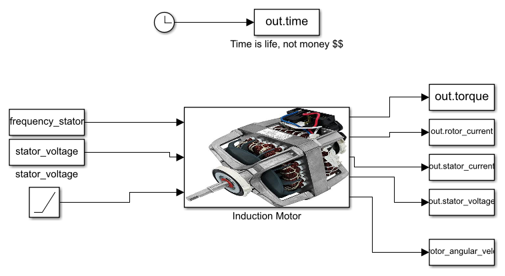 out.time
Time is life, not money $$
frequency_stator
stator_voltage
stator_voltage
Induction Motor
out.torque
out.rotor_current
out.stator_current
out.stator_voltage
otor_angular_velo